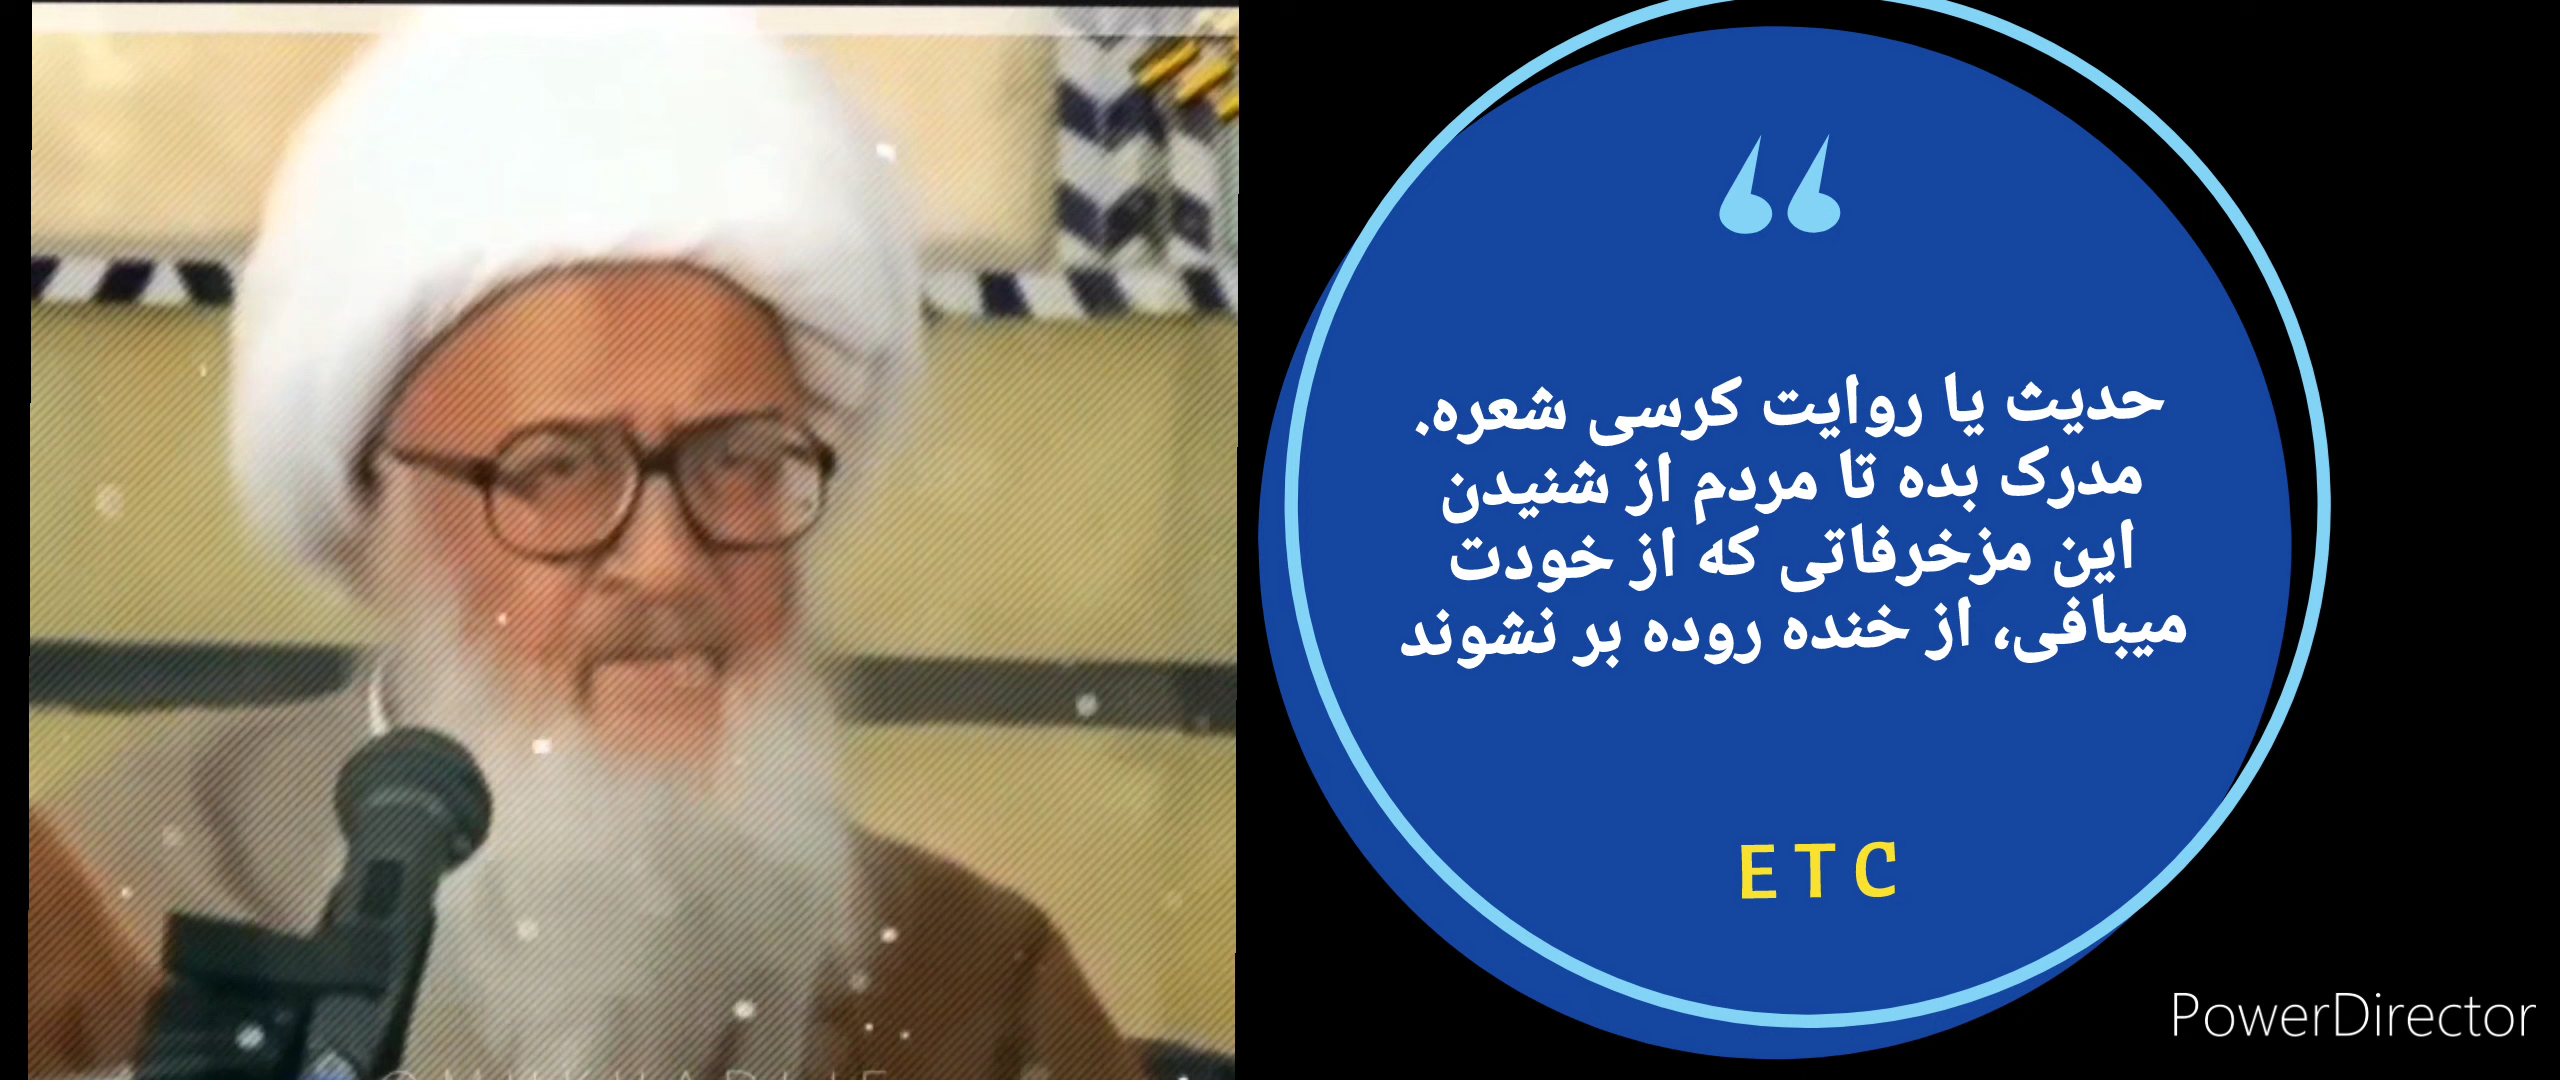 حدیث یا روایت کرسی شعره.
مدرک بده تا مردم از شنیدن
این مزخرفاتی که از خودت
میبافی، از خنده روده بر نشوند
ETC
PowerDirector